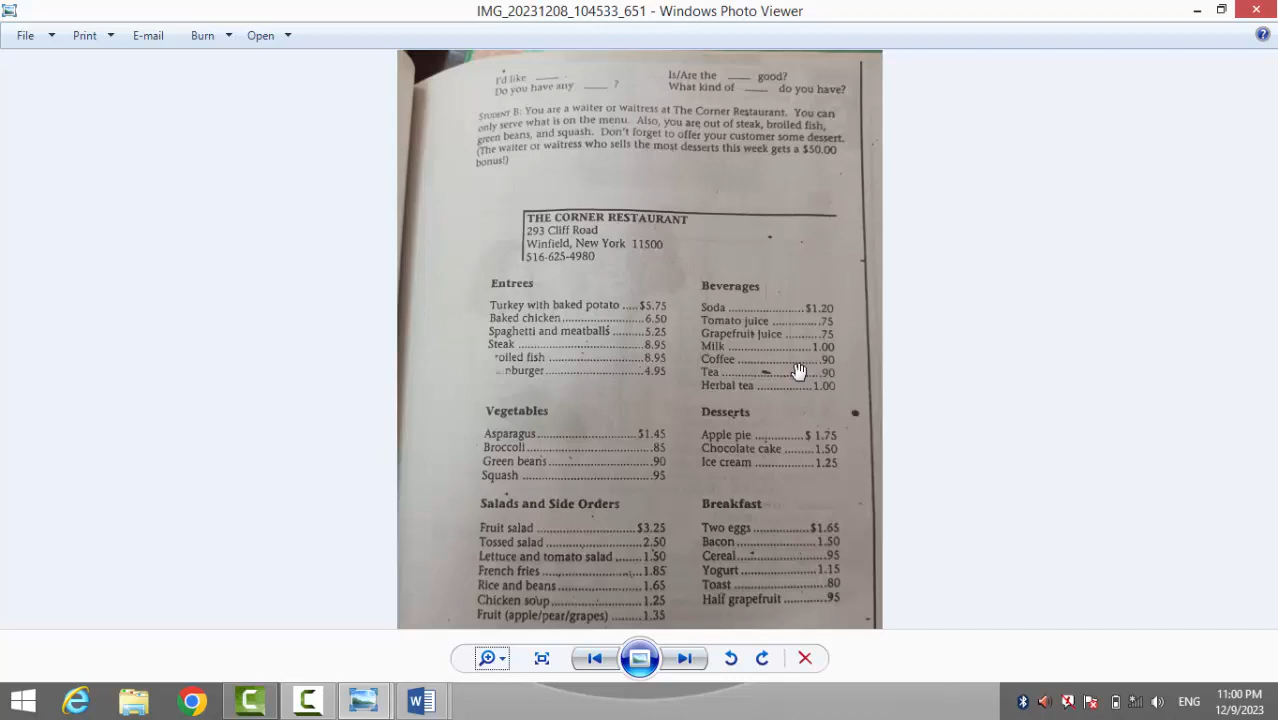 IMG_20231208_104533_651 - Windows Photo Viewer
File Print E-mail Burn Open
I'd like ____ .
Do you have any ____ ?
Is/Are the ____ good?
What kind of ____ do you have?
STUDENT B: You are a waiter or waitress at The Corner Restaurant. You can
only serve what is on the menu. Also, you are out of steak, broiled fish,
green beans, and squash. Don't forget to offer your customer some dessert.
(The waiter or waitress who sells the most desserts this week gets a $50.00
bonus!)
THE CORNER RESTAURANT
293 Cliff Road
Winfield, New York 11500
516-625-4980
Entrees
Turkey with baked potato ..... $5.75
Baked chicken ..... 6.50
Spaghetti and meatballs ..... 5.25
Steak ..... 8.95
roiled fish ..... 8.95
nburger ..... 4.95
Vegetables
Asparagus ..... $1.45
Broccoli ..... .85
Green beans ..... .90
Squash ..... .95
Salads and Side Orders
Fruit salad ..... $3.25
Tossed salad ..... 2.50
Lettuce and tomato salad ..... 1.50
French fries ..... 1.85
Rice and beans ..... 1.65
Chicken soup ..... 1.25
Fruit (apple/pear/grapes) ..... 1.35
Beverages
Soda ..... $1.20
Tomato juice ..... .75
Grapefruit juice ..... .75
Milk ..... 1.00
Coffee ..... .90
Tea ..... .90
Herbal tea ..... 1.00
Desserts
Apple pie ..... $ 1.75
Chocolate cake ..... 1.50
Ice cream ..... 1.25
Breakfast
Two eggs ..... $1.65
Bacon ..... 1.50
Cereal ..... .95
Yogurt ..... 1.15
Toast ..... .80
Half grapefruit ..... .95
ENG
11:00 PM
12/9/2023